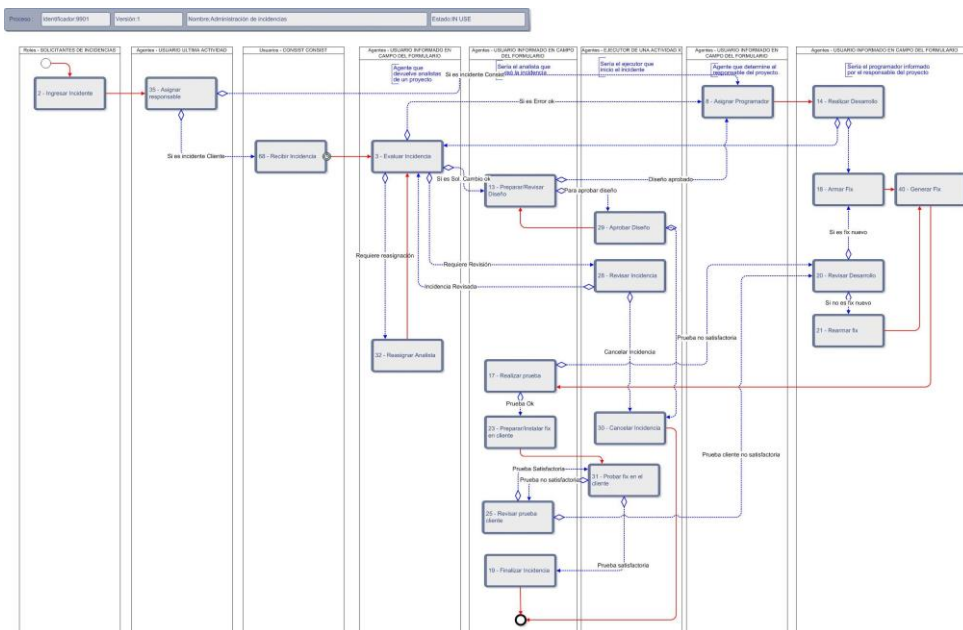 Proceso :
Identificador:9901
Versión:1
Nombre:Administración de incidencias
Estado:IN USE
Roles - SOLICITANTES DE INCIDENCIAS
Agentes - USUARIO ULTIMA ACTIVIDAD
Usuarios - CONSIST CONSIST
Agentes - USUARIO INFORMADO EN
CAMPO DEL FORMULARIO
Agentes - USUARIO INFORMADO EN CAMPO
DEL FORMULARIO
Agentes - EJECUTOR DE UNA ACTIVIDAD X
Agentes - USUARIO INFORMADO EN
CAMPO DEL FORMULARIO
Agentes - USUARIO INFORMADO EN CAMPO DEL FORMULARIO
Agente que
devuelve analistas
de un proyecto
Sería el analista que
la incidencia
Sería el ejecutor que
inicio el incidente
Agente que determina el
responsable del proyecto
Sería el programador informado
por el responsable del proyecto
Si es incidente
2 - Ingresar Incidente
35 - Asignar
responsable
8 - Asignar Programador
14 - Realizar Desarrollo
Si es Error ok
Si es incidente Cliente
88 - Recibir Incidencia
3 - Evaluar Incidencia
Si es Sol. Cambio ok
13 - Preparar/Revisar
Diseño
Diseño aprobado
Para aprobar diseño
18 - Armar Fix
40 - Generar Fix
29 - Aprobar Diseño
Si es fix nuevo
Requiere reasignación
Requiere Revisión
28 - Revisar Incidencia
20 - Revisar Desarrollo
Incidencia Revisada
Si no es fix nuevo
21 - Rearmar fix
Prueba no satisfactoria
Cancelar Incidencia
32 - Reasignar Analista
17 - Realizar prueba
Prueba Ok
23 - Preparar/Instalar fix
en cliente
30 - Cancelar Incidencia
Prueba cliente no satisfactoria
Prueba Satisfactoria
Prueba no satisfactoria
31 - Probar fix en el
cliente
25 - Revisar prueba
cliente
Prueba satisfactoria
19 - Finalizar Incidencia